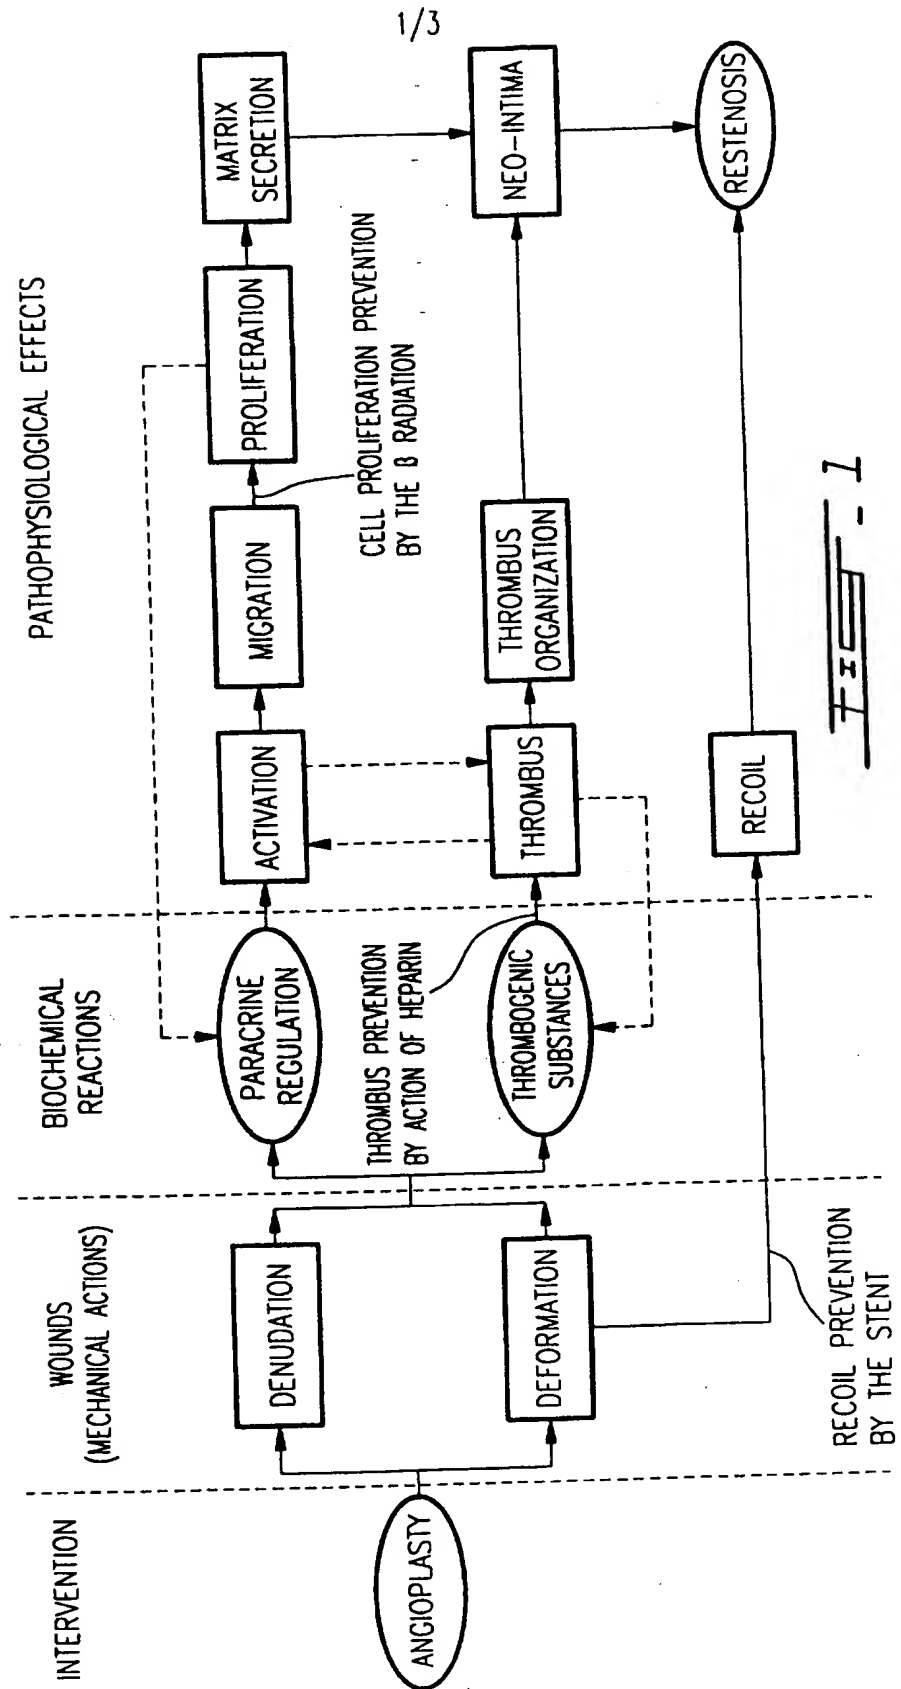 1/3
INTERVENTION
WOUNDS
(MECHANICAL ACTIONS)
BIOCHEMICAL
REACTIONS
PATHOPHYSIOLOGICAL EFFECTS
ANGIOPLASTY
DENUDATION
DEFORMATION
PARACRINE
REGULATION
THROMBUS PREVENTION
BY ACTION OF HEPARIN
THROMBOGENIC
SUBSTANCES
ACTIVATION
MIGRATION
PROLIFERATION
MATRIX
SECRETION
CELL PROLIFERATION PREVENTION
BY THE β RADIATION
THROMBUS
THROMBUS
ORGANIZATION
NEO-INTIMA
RECOIL PREVENTION
BY THE STENT
RECOIL
RESTENOSIS
FIG - 1